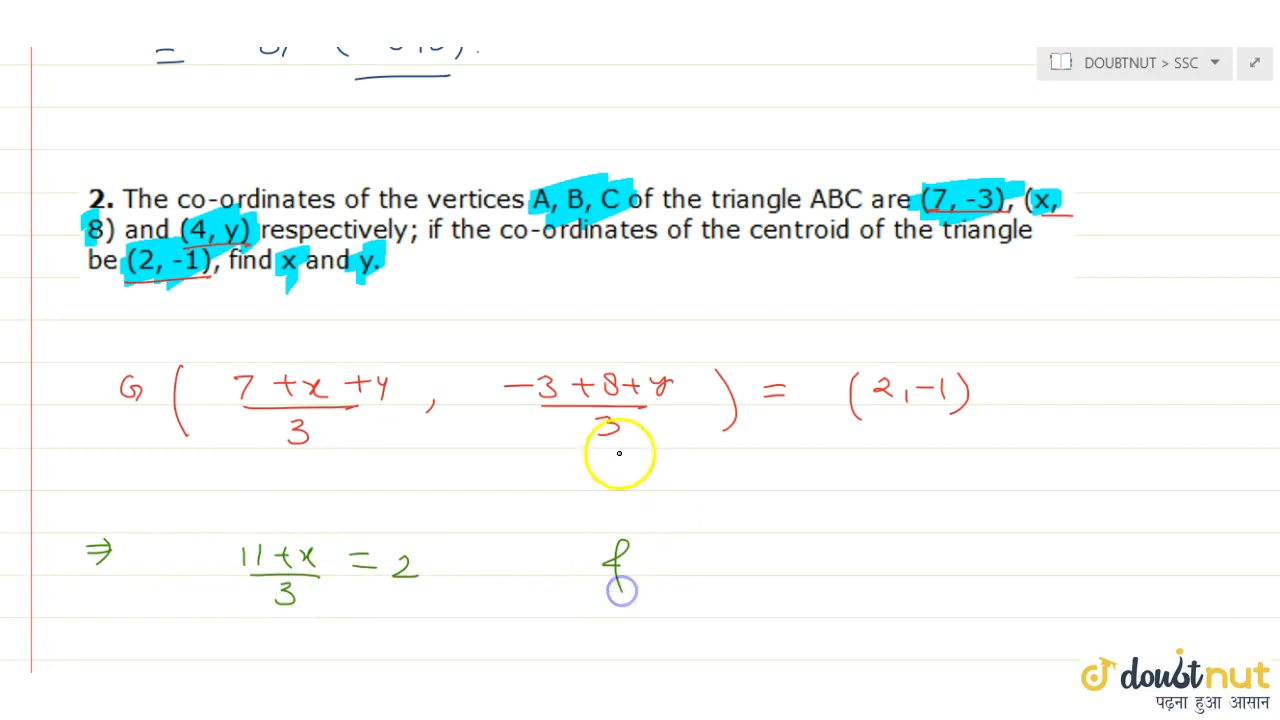 DOUBTNUT > SSC
2. The co-ordinates of the vertices A, B, C of the triangle ABC are (7, -3), (x,
8) and (4, y) respectively; if the co-ordinates of the centroid of the triangle
be (2, -1), find x and y.
G ( 7 + x + 4 / 3 , -3 + 8 + y / 3 ) = (2, -1)
⇒ 11 + x / 3 = 2
doubtnut
पढ़ना हुआ आसान